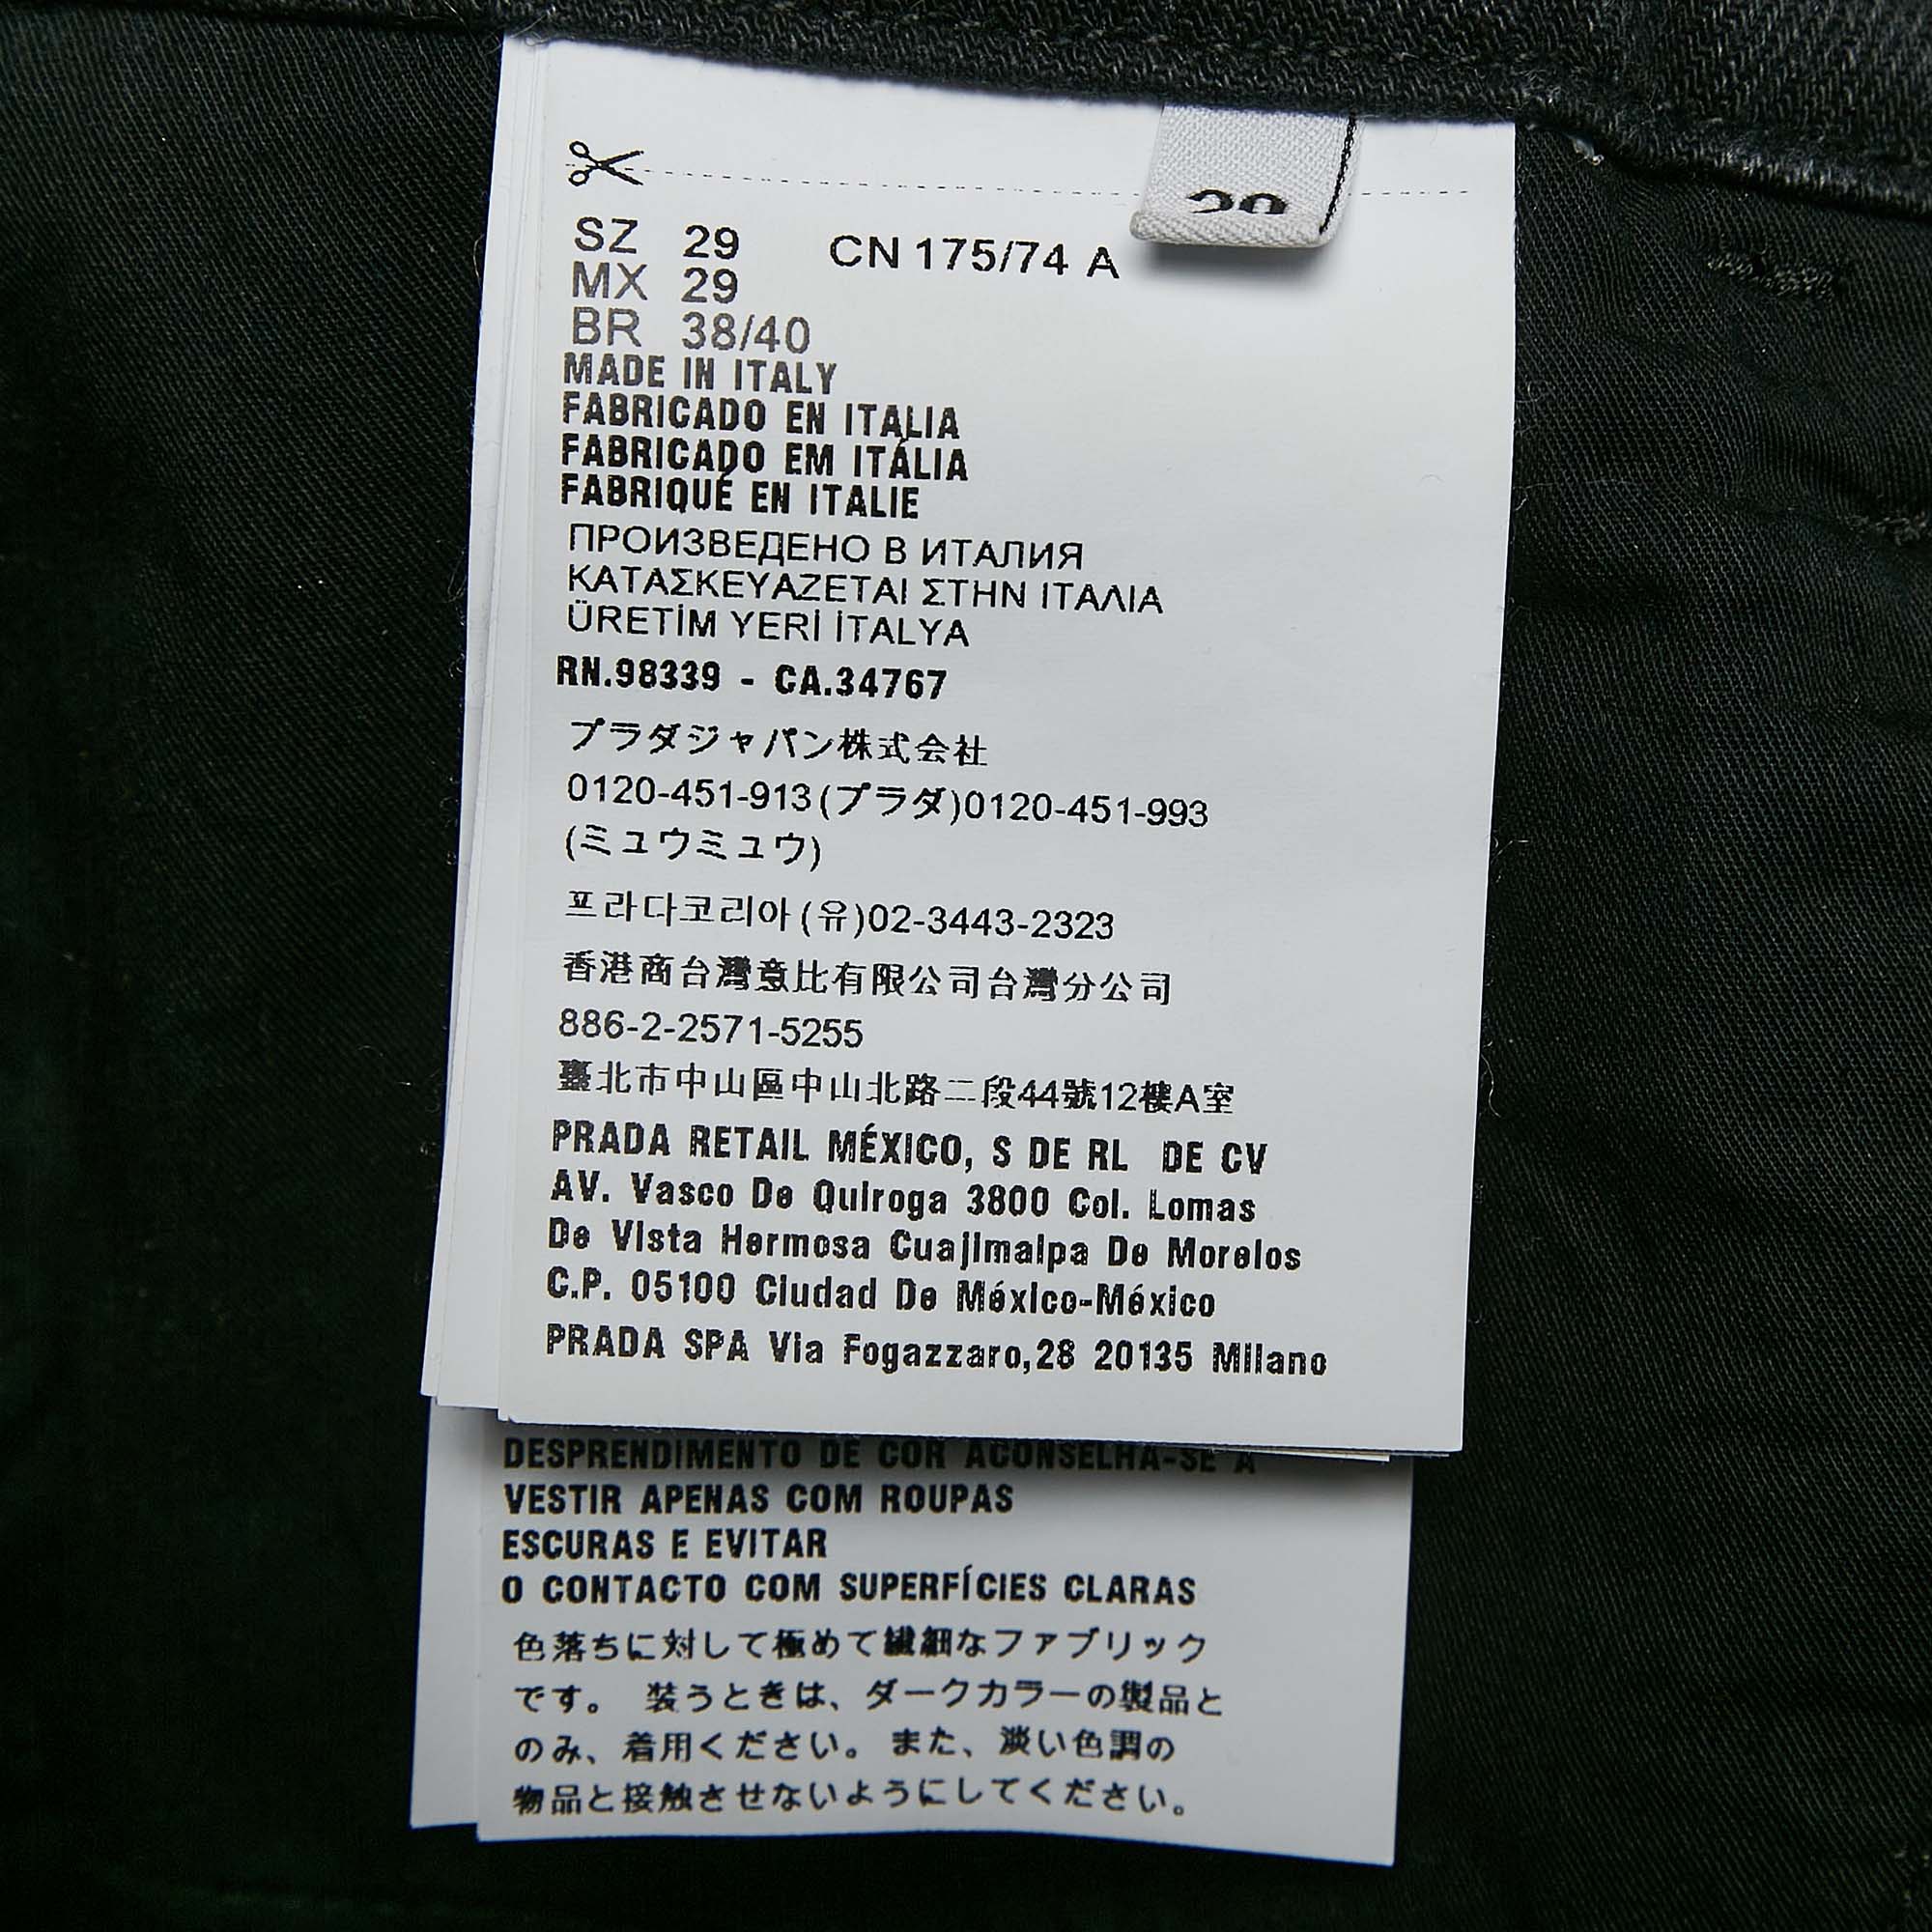 SZ 29 CN 175/74 A
MX 29
BR 38/40
MADE IN ITALY
FABRICADO EN ITALIA
FABRICADO EM ITÁLIA
FABRIQUÉ EN ITALIE
ПРОИЗВЕДЕНО В ИТАЛИЯ
ΚΑΤΑΣΚΕΥΑΖΕΤΑΙ ΣΤΗΝ ΙΤΑΛΙΑ
ÜRETİM YERİ İTALYA
RN.98339 - CA.34767
プラダジャパン株式会社
0120-451-913(プラダ)0120-451-993
(ミュウミュウ)
프라다코리아(유)02-3443-2323
香港商台灣意比有限公司台灣分公司
886-2-2571-5255
臺北市中山區中山北路二段44號12樓A室
PRADA RETAIL MÉXICO, S DE RL DE CV
AV. Vasco De Quiroga 3800 Col. Lomas
De Vista Hermosa Cuajimalpa De Morelos
C.P. 05100 Ciudad De México-México
PRADA SPA Via Fogazzaro,28 20135 Milano
DESPRENDIMENTO DE COR ACONSELHA-SE A
VESTIR APENAS COM ROUPAS
ESCURAS E EVITAR
O CONTACTO COM SUPERFÍCIES CLARAS
色落ちに対して極めて繊細なファブリック
です。 装うときは、ダークカラーの製品と
のみ、着用ください。また、淡い色調の
物品と接触させないようにしてください。